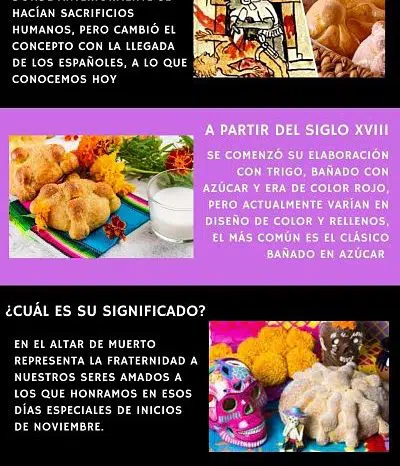 HACÍAN SACRIFICIOS
HUMANOS, PERO CAMBIÓ EL
CONCEPTO CON LA LLEGADA
DE LOS ESPAÑOLES, A LO QUE
CONOCEMOS HOY
A PARTIR DEL SIGLO XVIII
SE COMENZÓ SU ELABORACIÓN
CON TRIGO, BAÑADO CON
AZÚCAR Y ERA DE COLOR ROJO,
PERO ACTUALMENTE VARÍAN EN
DISEÑO DE COLOR Y RELLENOS,
EL MÁS COMÚN ES EL CLÁSICO
BAÑADO EN AZÚCAR
¿CUÁL ES SU SIGNIFICADO?
EN EL ALTAR DE MUERTO
REPRESENTA LA FRATERNIDAD A
NUESTROS SERES AMADOS A
LOS QUE HONRAMOS EN ESOS
DÍAS ESPECIALES DE INICIOS
DE NOVIEMBRE.